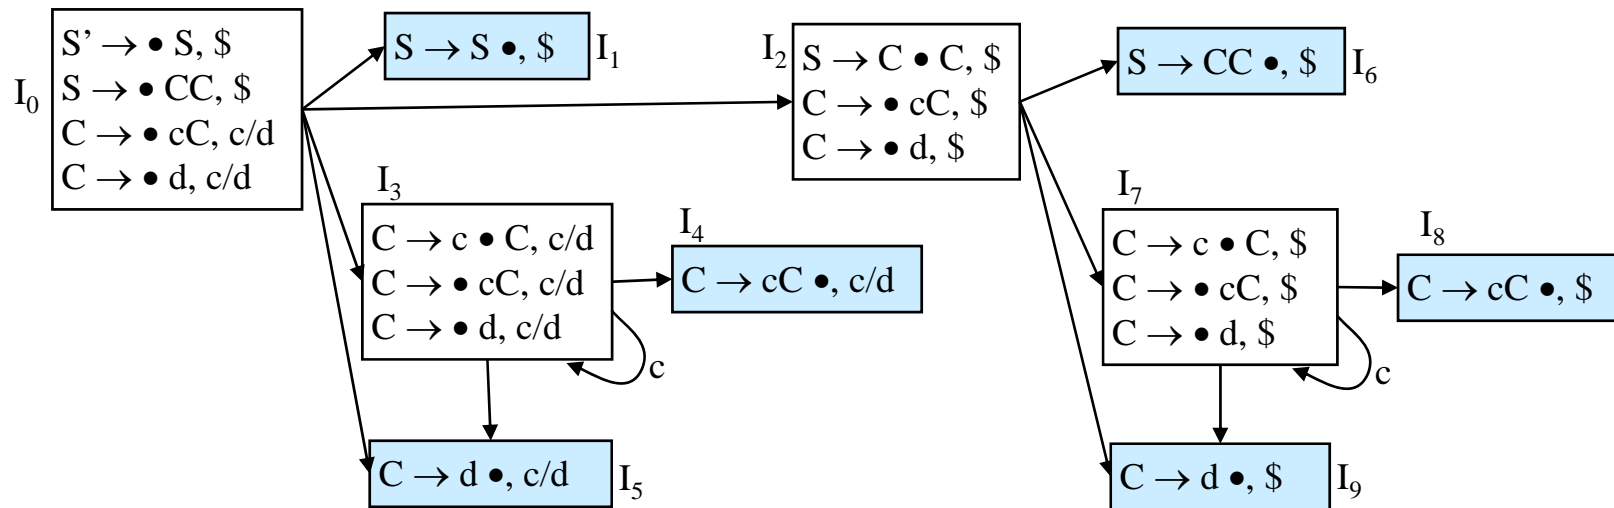 I₀
S’ → • S, $
S → • CC, $
C → • cC, c/d
C → • d, c/d
S → S •, $
I₁
I₂
S → C • C, $
C → • cC, $
C → • d, $
S → CC •, $
I₆
I₃
C → c • C, c/d
C → • cC, c/d
C → • d, c/d
c
I₄
C → cC •, c/d
I₇
C → c • C, $
C → • cC, $
C → • d, $
c
I₈
C → cC •, $
C → d •, c/d
I₅
C → d •, $
I₉